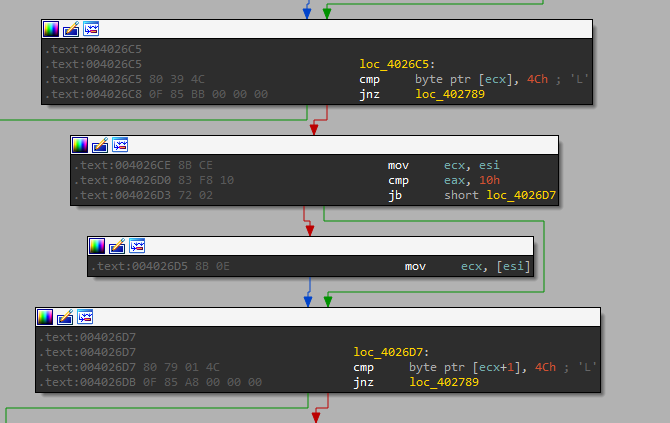 .text:004026C5
.text:004026C5 loc_4026C5:
.text:004026C5 80 39 4C cmp byte ptr [ecx], 4Ch ; 'L'
.text:004026C8 0F 85 BB 00 00 00 jnz loc_402789
.text:004026CE 8B CE mov ecx, esi
.text:004026D0 83 F8 10 cmp eax, 10h
.text:004026D3 72 02 jb short loc_4026D7
.text:004026D5 8B 0E mov ecx, [esi]
.text:004026D7
.text:004026D7 loc_4026D7:
.text:004026D7 80 79 01 4C cmp byte ptr [ecx+1], 4Ch ; 'L'
.text:004026DB 0F 85 A8 00 00 00 jnz loc_402789